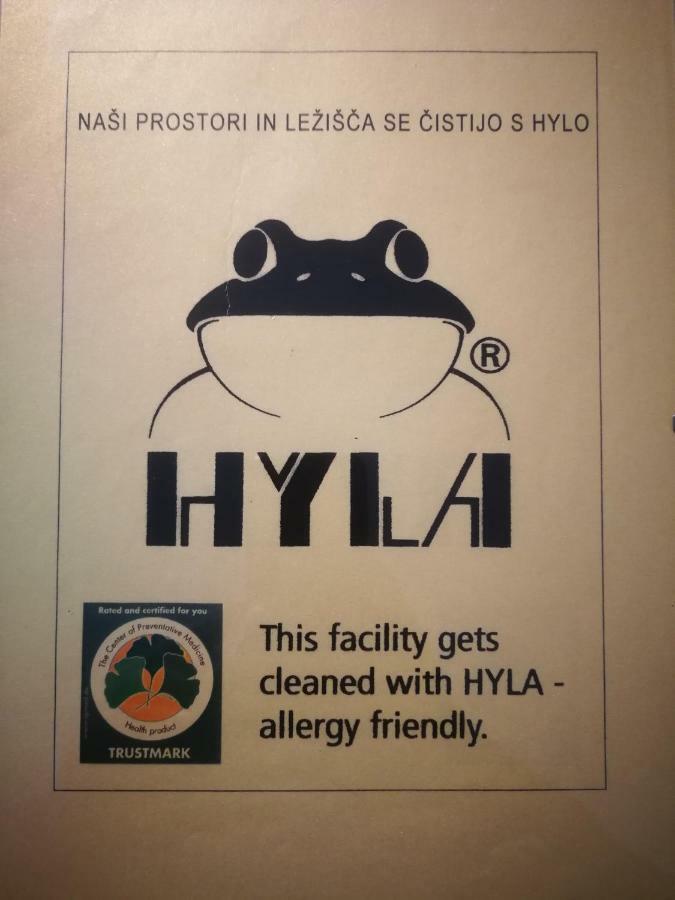 NAŠI PROSTORI IN LEŽIŠČA SE ČISTIJO S HYLO
®
HYLA
Rated and certified for you
The Center of Preventative Medicine
Health product
TRUSTMARK
This facility gets
cleaned with HYLA -
allergy friendly.